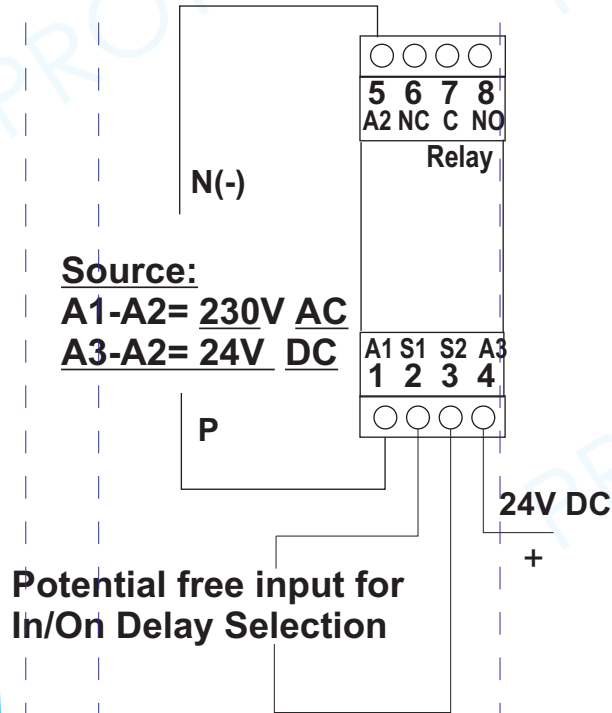 5 6 7 8
A2 NC C NO
Relay
N(-)
Source:
A1-A2= 230V AC
A3-A2= 24V DC
A1 S1 S2 A3
1 2 3 4
P
24V DC
+
Potential free input for
In/On Delay Selection